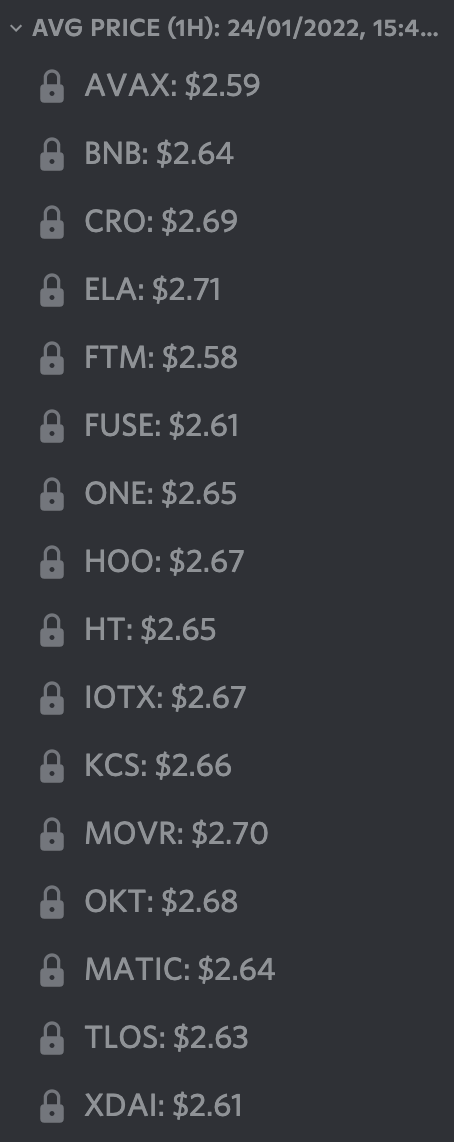 AVG PRICE (1H): 24/01/2022, 15:4...
AVAX: $2.59
BNB: $2.64
CRO: $2.69
ELA: $2.71
FTM: $2.58
FUSE: $2.61
ONE: $2.65
HOO: $2.67
HT: $2.65
IOTX: $2.67
KCS: $2.66
MOVR: $2.70
OKT: $2.68
MATIC: $2.64
TLOS: $2.63
XDAI: $2.61